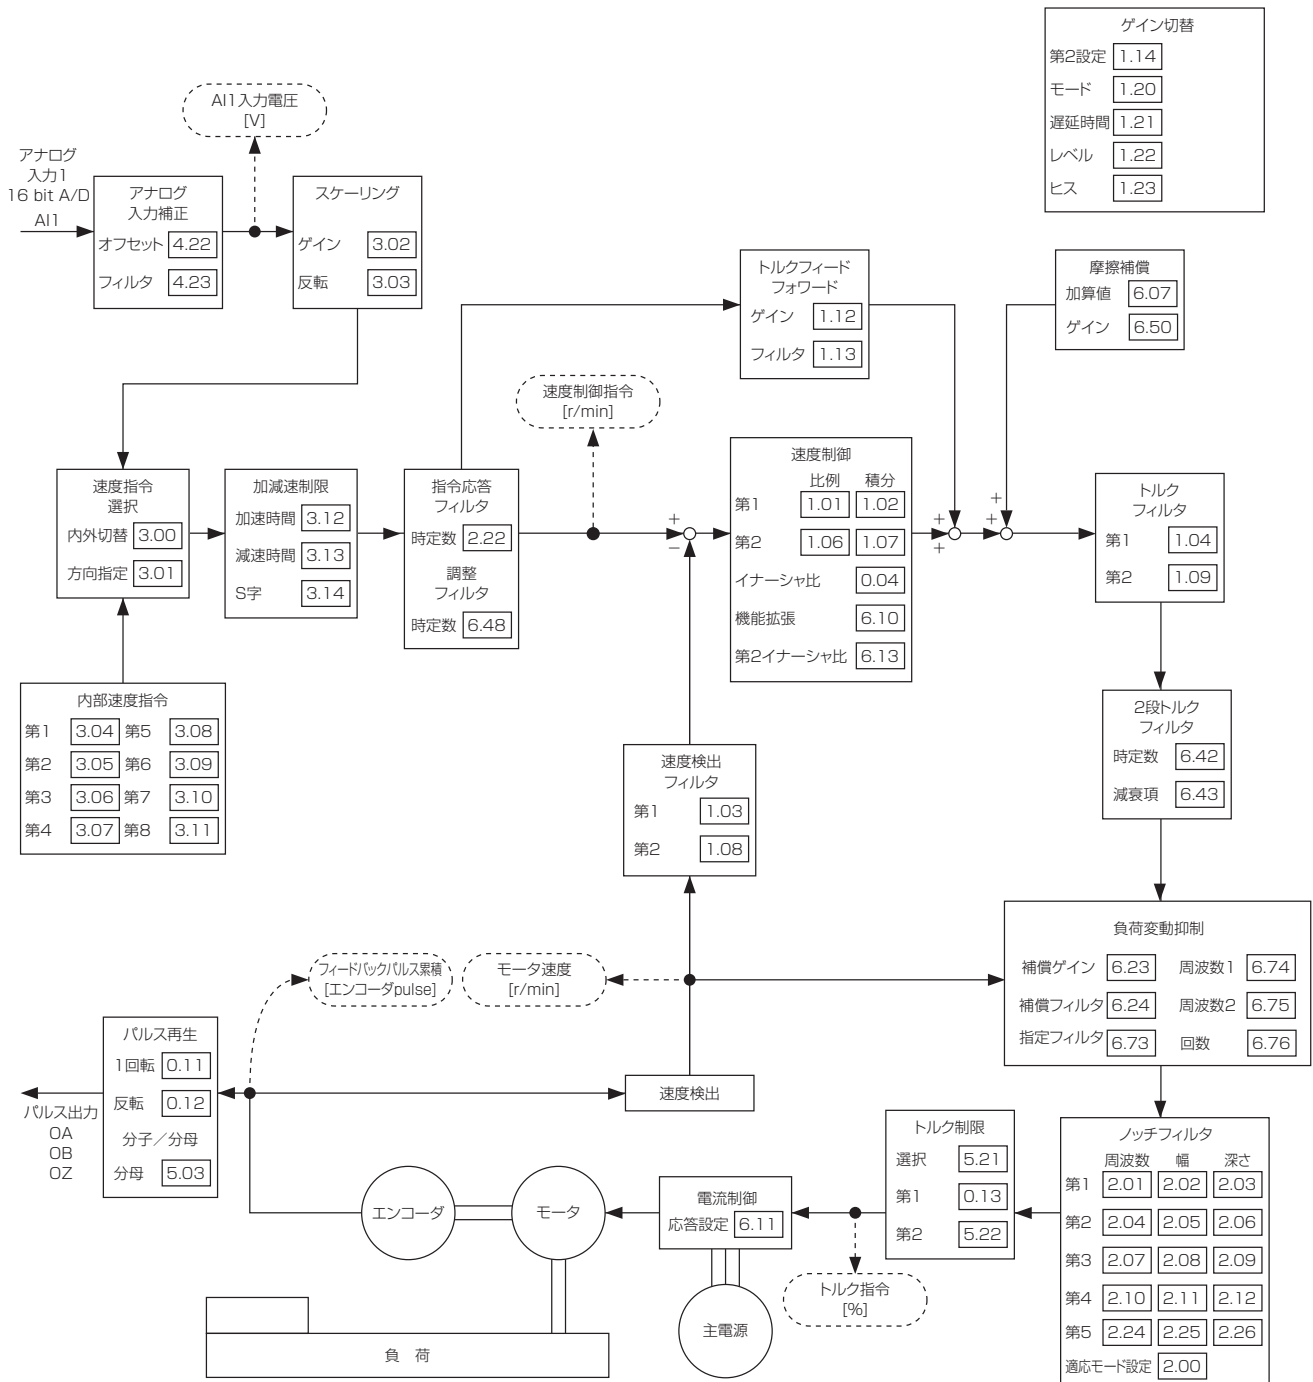 ゲイン切替
第2設定 1.14
モード 1.20
遅延時間 1.21
レベル 1.22
ヒス 1.23
AI1入力電圧
[V]
アナログ
入力1
16 bit A/D
AI1
アナログ
入力補正
オフセット 4.22
フィルタ 4.23
スケーリング
ゲイン 3.02
反転 3.03
トルクフィード
フォワード
ゲイン 1.12
フィルタ 1.13
摩擦補償
加算値 6.07
ゲイン 6.50
速度制御指令
[r/min]
速度指令
選択
内外切替 3.00
方向指定 3.01
加減速制限
加速時間 3.12
減速時間 3.13
S字 3.14
指令応答
フィルタ
時定数 2.22
調整
フィルタ
時定数 6.48
+
−
速度制御
比例 積分
第1 1.01 1.02
第2 1.06 1.07
イナーシャ比 0.04
機能拡張 6.10
第2イナーシャ比 6.13
+
+
+
+
トルク
フィルタ
第1 1.04
第2 1.09
内部速度指令
第1 3.04 第5 3.08
第2 3.05 第6 3.09
第3 3.06 第7 3.10
第4 3.07 第8 3.11
速度検出
フィルタ
第1 1.03
第2 1.08
2段トルク
フィルタ
時定数 6.42
減衰項 6.43
負荷変動抑制
補償ゲイン 6.23 周波数1 6.74
補償フィルタ 6.24 周波数2 6.75
指定フィルタ 6.73 回数 6.76
フィードバックパルス累積
[エンコーダpulse]
モータ速度
[r/min]
パルス再生
1回転 0.11
反転 0.12
分子／分母
分母 5.03
パルス出力
OA
OB
OZ
速度検出
トルク制限
選択 5.21
第1 0.13
第2 5.22
ノッチフィルタ
周波数 幅 深さ
第1 2.01 2.02 2.03
第2 2.04 2.05 2.06
第3 2.07 2.08 2.09
第4 2.10 2.11 2.12
第5 2.24 2.25 2.26
適応モード設定 2.00
エンコーダ
モータ
電流制御
応答設定 6.11
トルク指令
[%]
主電源
負 荷